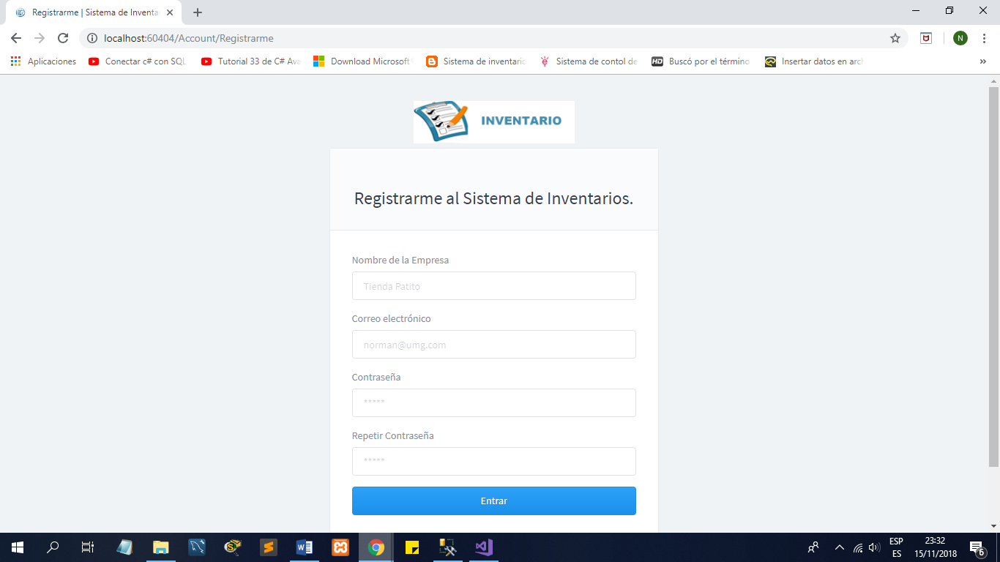 Registrarme | Sistema de Inventa
localhost:60404/Account/Registrarme
N
Aplicaciones
Conectar c# con SQL
Tutorial 33 de C# Ava
Download Microsoft
Sistema de inventario
Sistema de contol de
HD
Buscó por el término
Insertar datos en arch
INVENTARIO
Registrarme al Sistema de Inventarios.
Nombre de la Empresa
Tienda Patito
Correo electrónico
norman@umg.com
Contraseña
*****
Repetir Contraseña
*****
Entrar
ESP
ES
23:32
15/11/2018
6